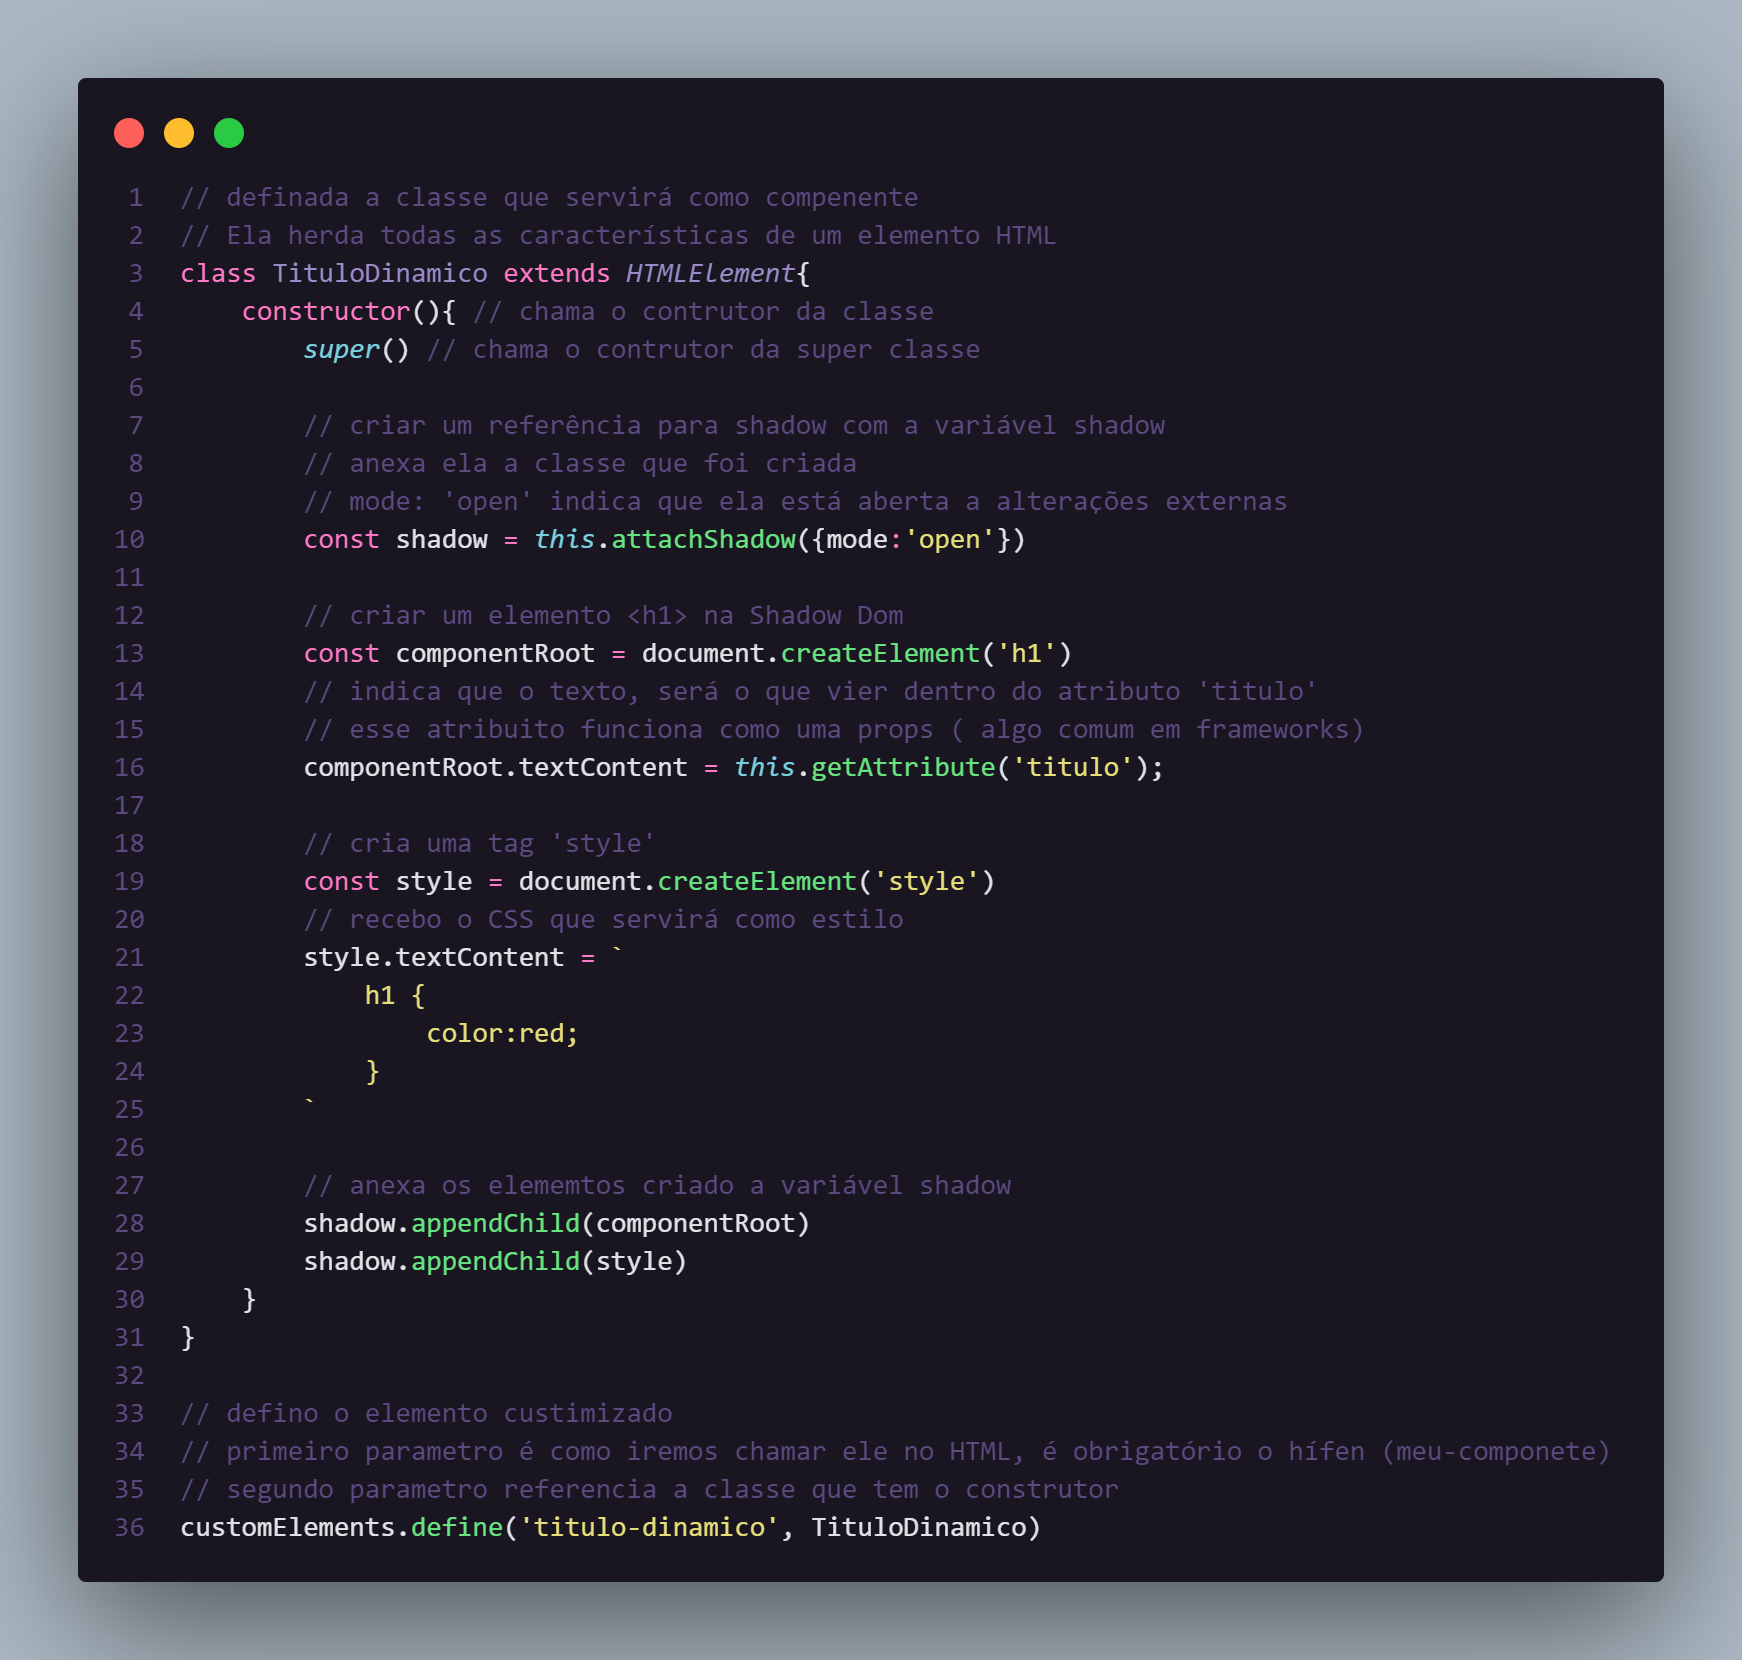 1 // definada a classe que servirá como compenente
2 // Ela herda todas as características de um elemento HTML
3 class TituloDinamico extends HTMLElement{
4     constructor(){ // chama o contrutor da classe
5         super() // chama o contrutor da super classe
6
7         // criar um referência para shadow com a variável shadow
8         // anexa ela a classe que foi criada
9         // mode: 'open' indica que ela está aberta a alterações externas
10         const shadow = this.attachShadow({mode:'open'})
11
12         // criar um elemento <h1> na Shadow Dom
13         const componentRoot = document.createElement('h1')
14         // indica que o texto, será o que vier dentro do atributo 'titulo'
15         // esse atribuito funciona como uma props ( algo comum em frameworks)
16         componentRoot.textContent = this.getAttribute('titulo');
17
18         // cria uma tag 'style'
19         const style = document.createElement('style')
20         // recebo o CSS que servirá como estilo
21         style.textContent = `
22             h1 {
23                 color:red;
24             }
25         `
26
27         // anexa os elememtos criado a variável shadow
28         shadow.appendChild(componentRoot)
29         shadow.appendChild(style)
30     }
31 }
32
33 // defino o elemento custimizado
34 // primeiro parametro é como iremos chamar ele no HTML, é obrigatório o hífen (meu-componete)
35 // segundo parametro referencia a classe que tem o construtor
36 customElements.define('titulo-dinamico', TituloDinamico)